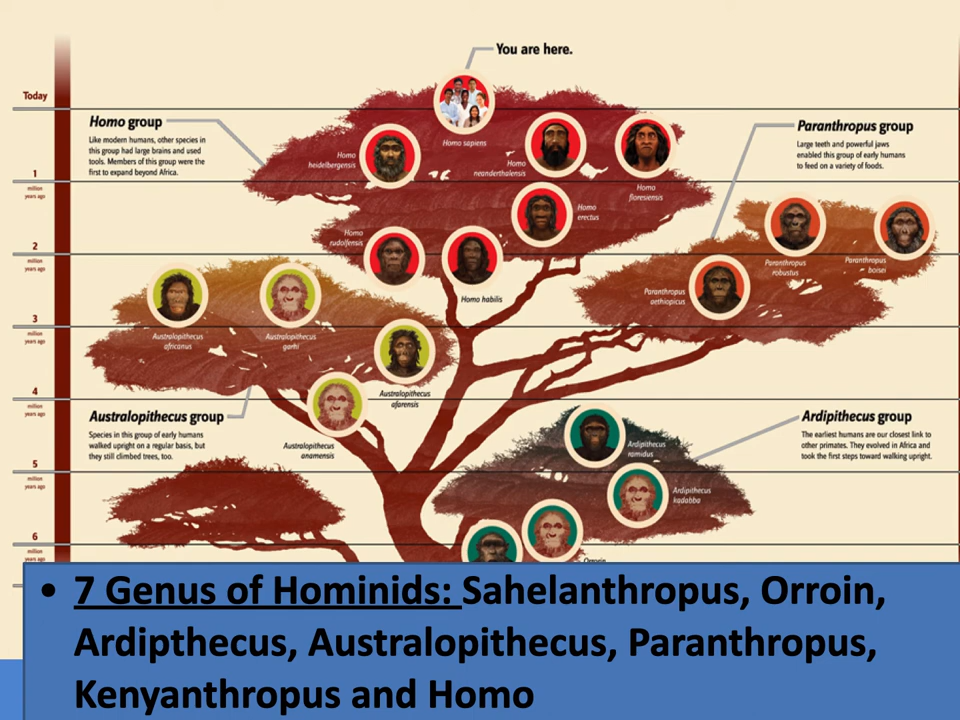 You are here.
Today
Homo group
Like modern humans, other species in
this group had large brains and used
tools. Members of this group were the
first to expand beyond Africa.
Paranthropus group
Large teeth and powerful jaws
enabled this group of early humans
to feed on a variety of foods.
Homo sapiens
Homo
heidelbergensis
Homo
neanderthalensis
Homo
floresiensis
1
million
years ago
Homo
erectus
Homo
rudolfensis
2
million
years ago
Paranthropus
robustus
Paranthropus
boisei
Homo habilis
Paranthropus
aethiopicus
3
million
years ago
Australopithecus
africanus
Australopithecus
garhi
4
million
years ago
Australopithecus
afarensis
Australopithecus group
Species in this group of early humans
walked upright on a regular basis, but
they still climbed trees, too.
Australopithecus
anamensis
Ardipithecus group
The earliest humans are our closest link to
other primates. They evolved in Africa and
took the first steps toward walking upright.
Ardipithecus
ramidus
5
million
years ago
Ardipithecus
kadabba
6
million
years ago
Orrorin
• 7 Genus of Hominids: Sahelanthropus, Orroin,
Ardipthecus, Australopithecus, Paranthropus,
Kenyanthropus and Homo